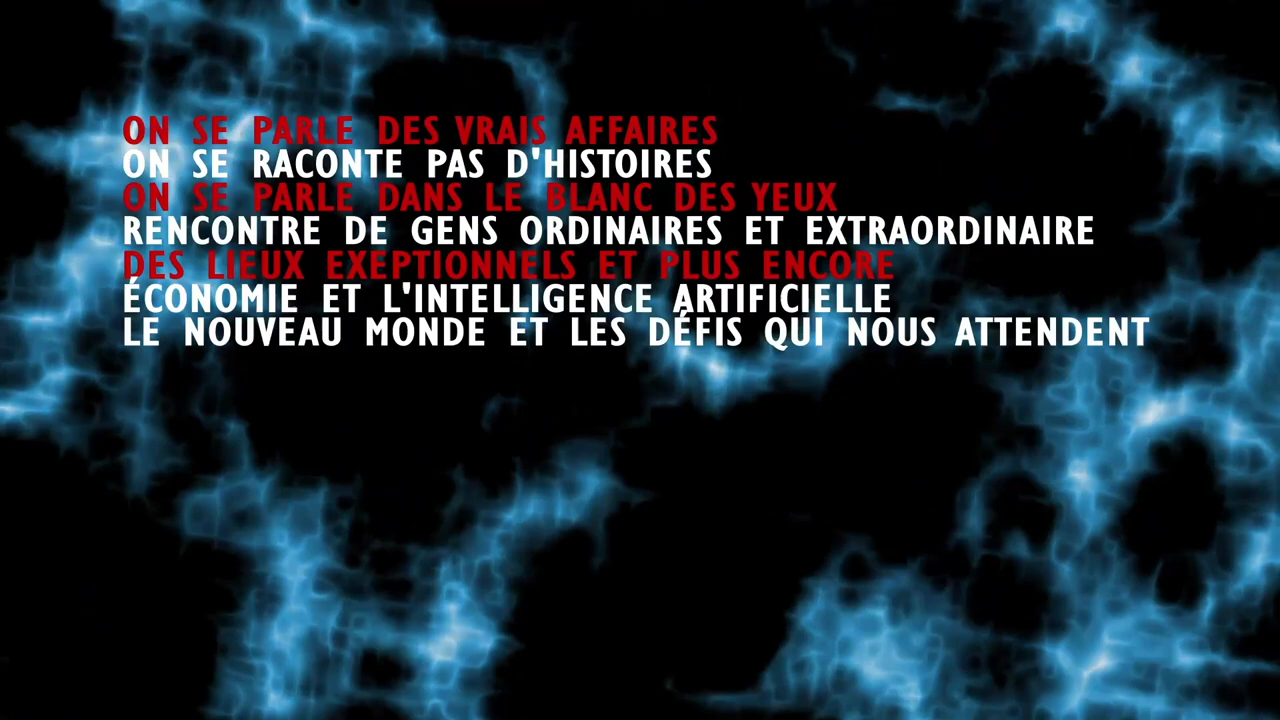 ON SE PARLE DES VRAIS AFFAIRES
ON SE RACONTE PAS D'HISTOIRES
ON SE PARLE DANS LE BLANC DES YEUX
RENCONTRE DE GENS ORDINAIRES ET EXTRAORDINAIRE
DES LIEUX EXEPTIONNELS ET PLUS ENCORE
ÉCONOMIE ET L'INTELLIGENCE ARTIFICIELLE
LE NOUVEAU MONDE ET LES DÉFIS QUI NOUS ATTENDENT